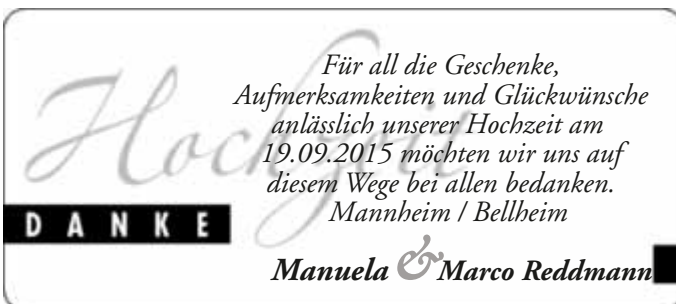 Hochzeit
DANKE
Für all die Geschenke,
Aufmerksamkeiten und Glückwünsche
anlässlich unserer Hochzeit am
19.09.2015 möchten wir uns auf
diesem Wege bei allen bedanken.
Mannheim / Bellheim
Manuela & Marco Reddmann